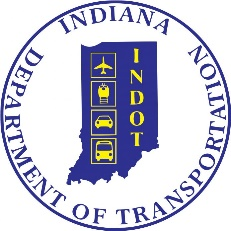 INDIANA
DEPARTMENT OF TRANSPORTATION
INDOT